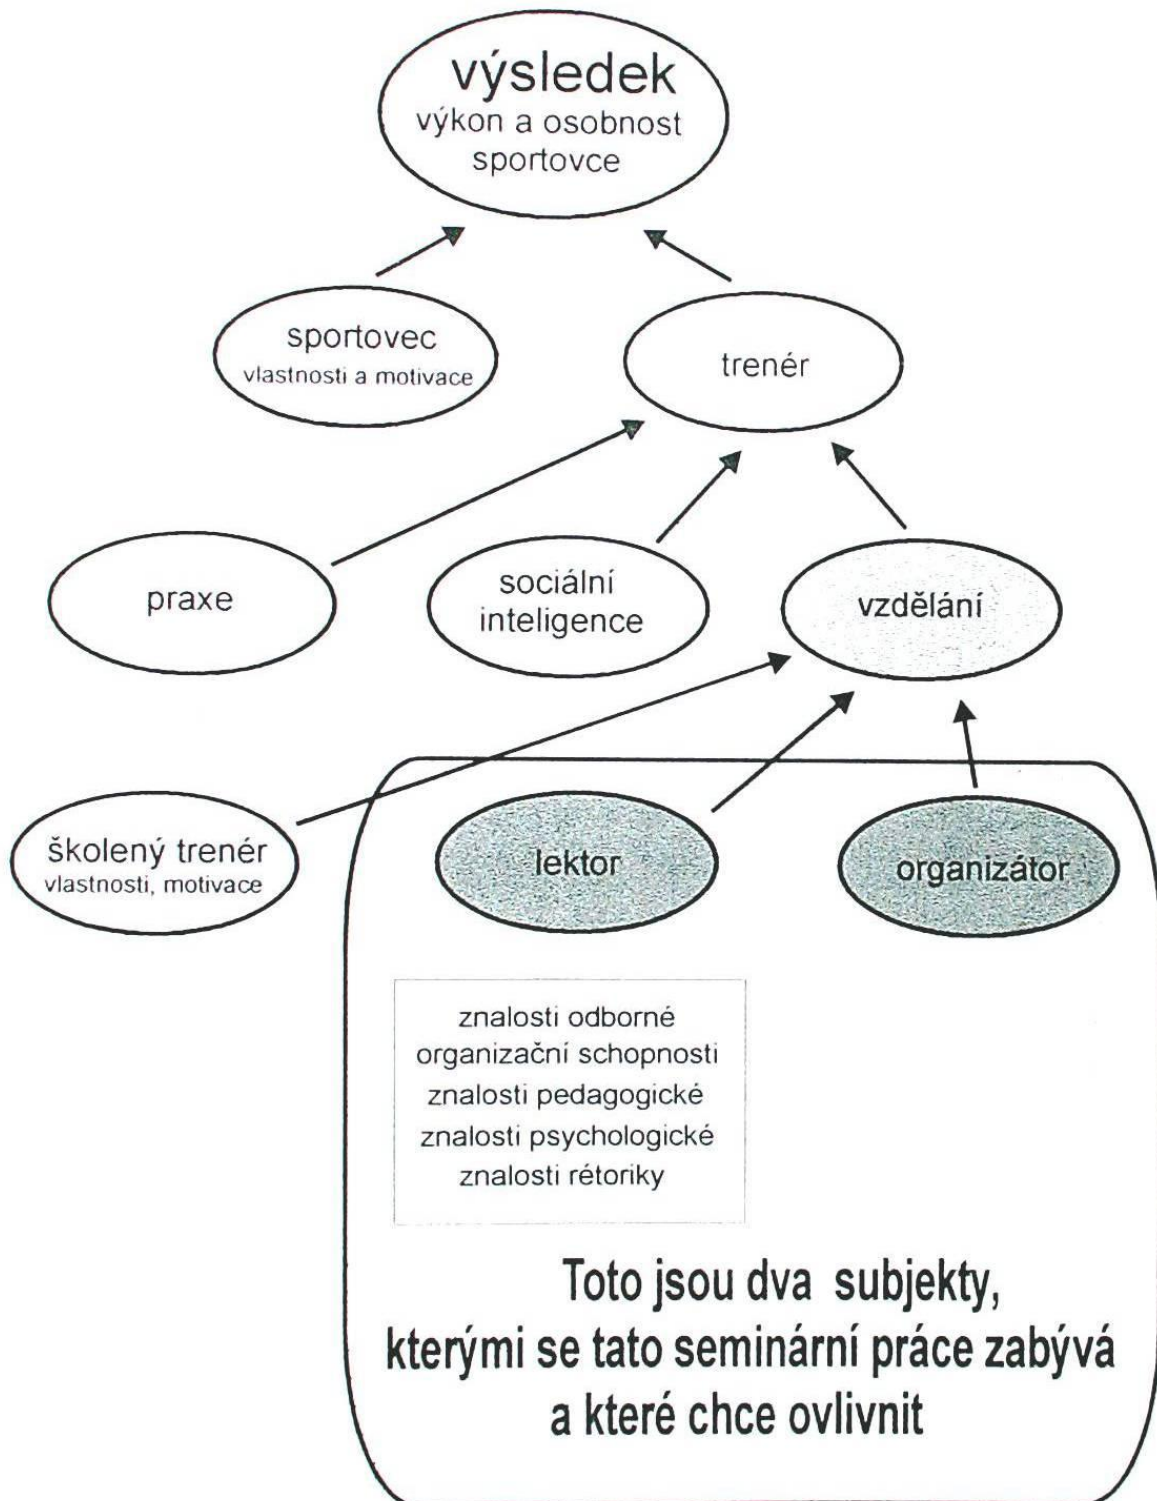 výsledek
výkon a osobnost
sportovce
sportovec
vlastnosti a motivace
trenér
praxe
sociální
inteligence
vzdělání
školený trenér
vlastnosti, motivace
lektor
organizátor
znalosti odborné
organizační schopnosti
znalosti pedagogické
znalosti psychologické
znalosti rétoriky
Toto jsou dva subjekty,
kterými se tato seminární práce zabývá
a které chce ovlivnit